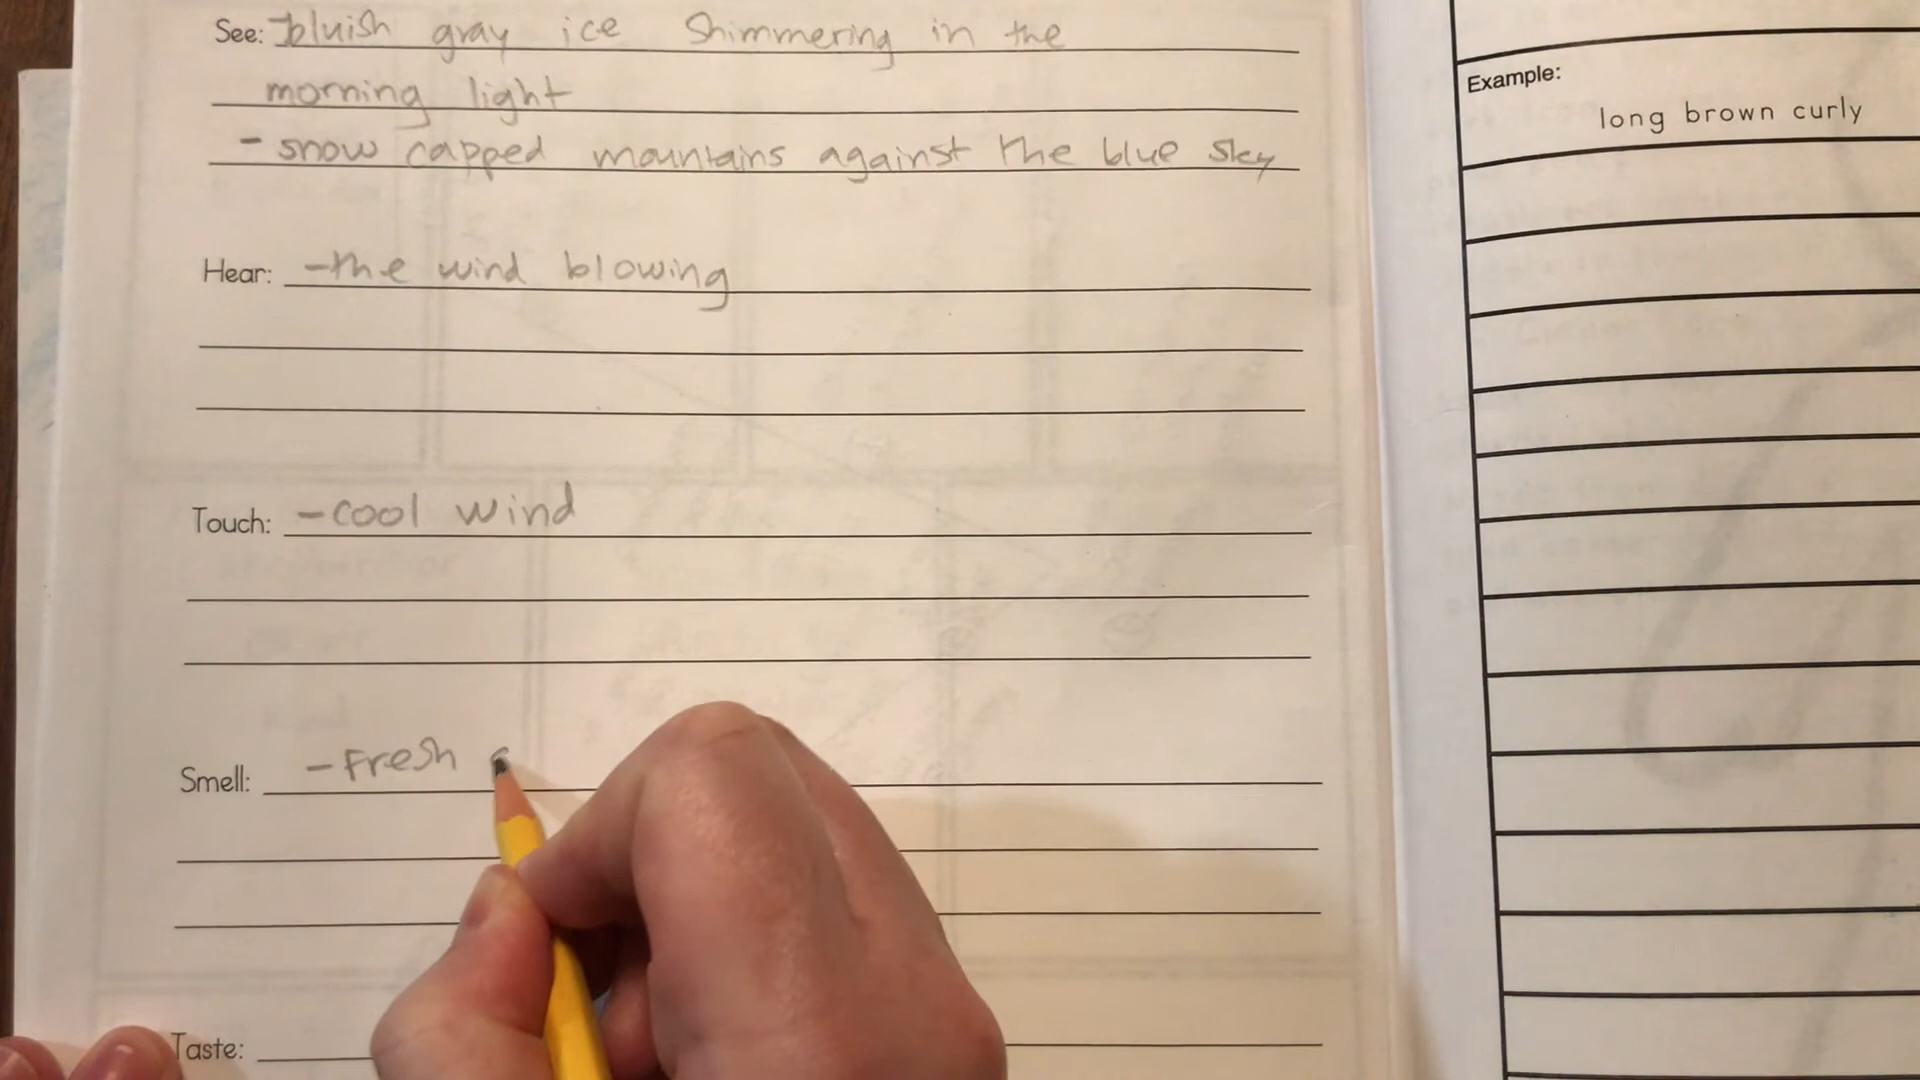 See: -bluish gray ice shimmering in the
morning light
- snow capped mountains against the blue sky
Hear: -the wind blowing
Touch: -cool wind
Smell: -Fresh
Taste:
Example:
long brown curly